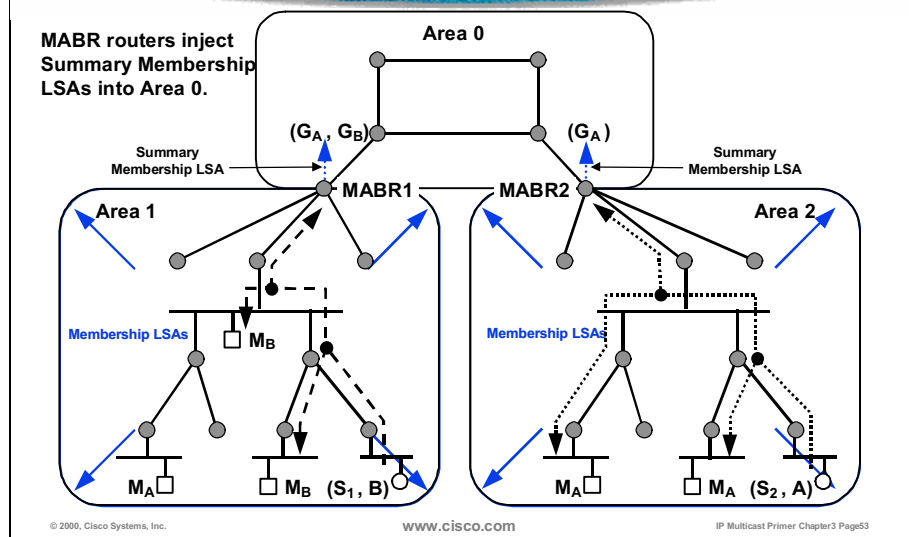 MABR routers inject
Summary Membership
LSAs into Area 0.
Area 0
(GA , GB)
(GA )
Summary
Membership LSA
Summary
Membership LSA
MABR1
MABR2
Area 1
Area 2
Membership LSAs
MB
Membership LSAs
MA
MB
(S1 , B)
MA
MA
(S2 , A)
© 2000, Cisco Systems, Inc.
www.cisco.com
IP Multicast Primer Chapter3 Page53